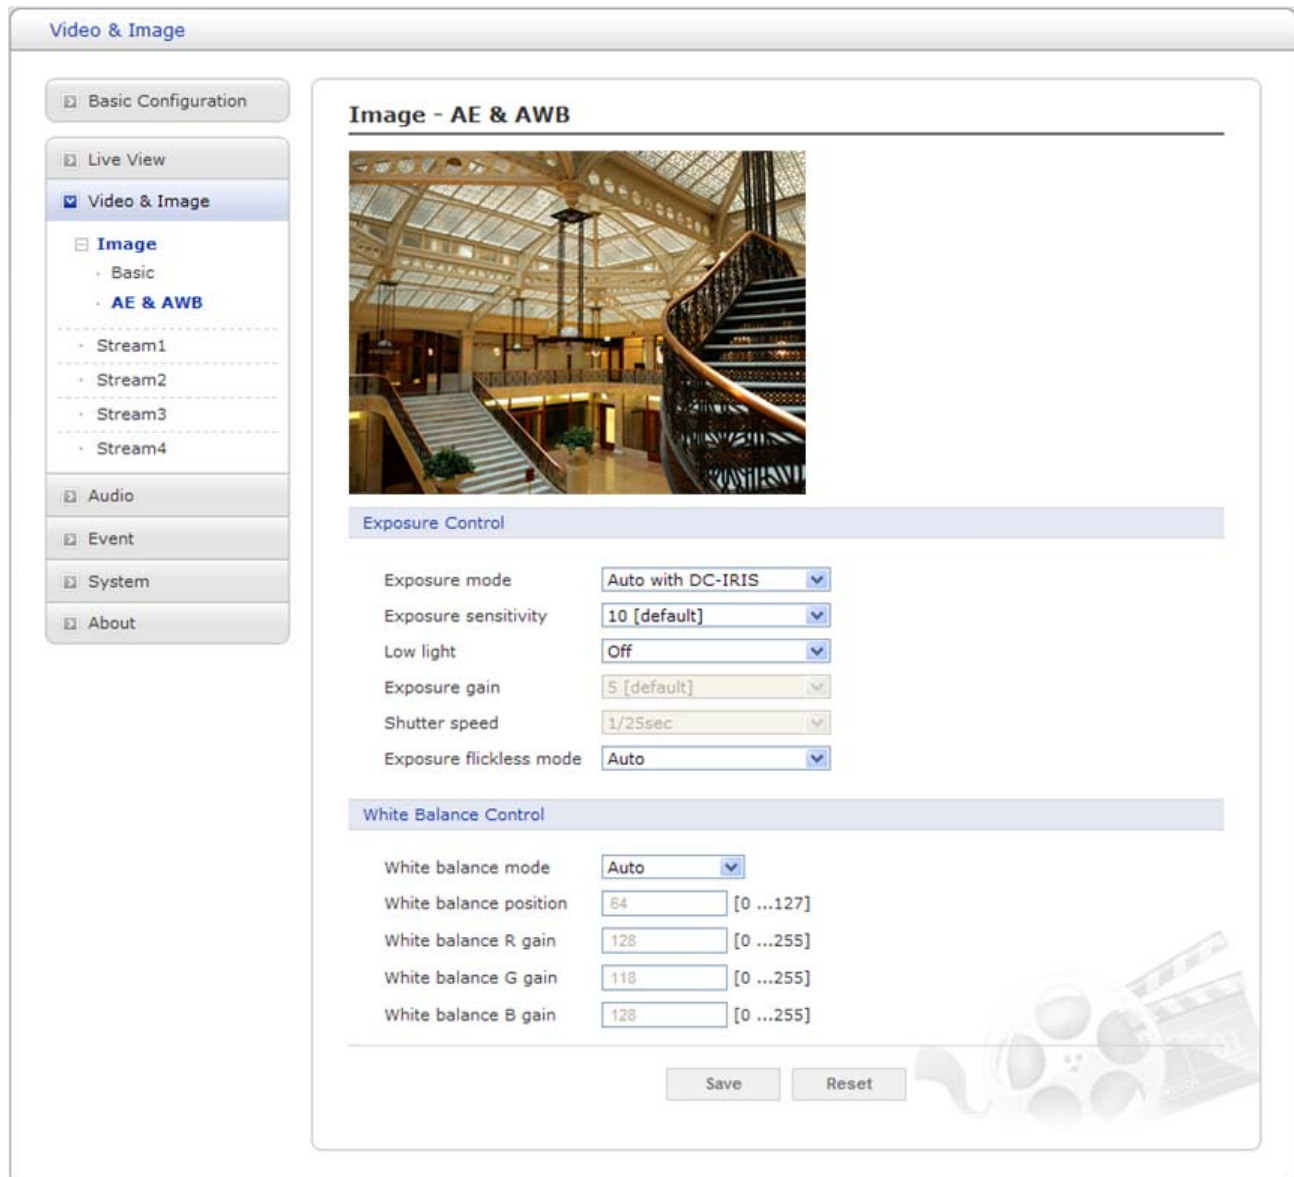 Video & Image
Basic Configuration
Live View
Video & Image
Image
Basic
AE & AWB
Stream1
Stream2
Stream3
Stream4
Audio
Event
System
About
Image - AE & AWB
Exposure Control
Exposure mode Auto with DC-IRIS
Exposure sensitivity 10 [default]
Low light Off
Exposure gain 5 [default]
Shutter speed 1/25sec
Exposure flickless mode Auto
White Balance Control
White balance mode Auto
White balance position 64 [0 ...127]
White balance R gain 128 [0 ...255]
White balance G gain 118 [0 ...255]
White balance B gain 128 [0 ...255]
Save Reset